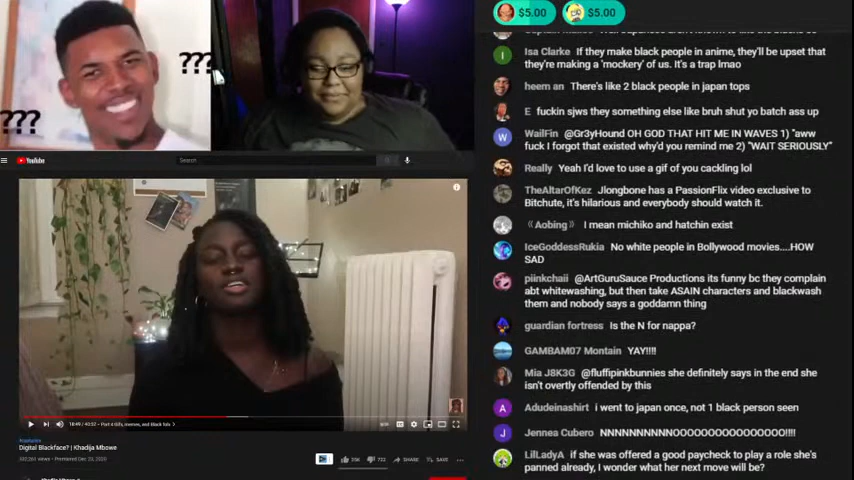 $5.00 $5.00
???
???
YouTube
Search
Isa Clarke If they make black people in anime, they'll be upset that
they're making a "mockery" of us. It's a trap lmao
heem an There's like 2 black people in japan tops
E fuckin sjws they something else like bruh shut yo batch ass up
W WailFin @Gr3yHound OH GOD THAT HIT ME IN WAVES 1) "aww
fuck I forgot that existed why'd you remind me 2) "WAIT SERIOUSLY"
Really Yeah I'd love to use a gif of you cackling lol
TheAltarOfKez Jlongbone has a PassionFlix video exclusive to
Bitchute, it's hilarious and everybody should watch it.
《Aobing》 I mean michiko and hatchin exist
IceGoddessRukia No white people in Bollywood movies....HOW
SAD
piinkchaii @ArtGuruSauce Productions its funny bc they complain
abt whitewashing, but then take ASAIN characters and blackwash
them and nobody says a goddamn thing
guardian fortress Is the N for nappa?
GAMBAM07 Montain YAY!!!!
Mia J8K3G @fluffipinkbunnies she definitely says in the end she
isn't overtly offended by this
A Adudeinashirt i went to japan once, not 1 black person seen
J Jennea Cubero NNNNNNNNNNOOOOOOOOOOOOOOO!!!!
LilLadyA if she was offered a good paycheck to play a role she's
panned already, I wonder what her next move will be?
Digital Blackface? | Khadija Mbowe
SHARE SAVE